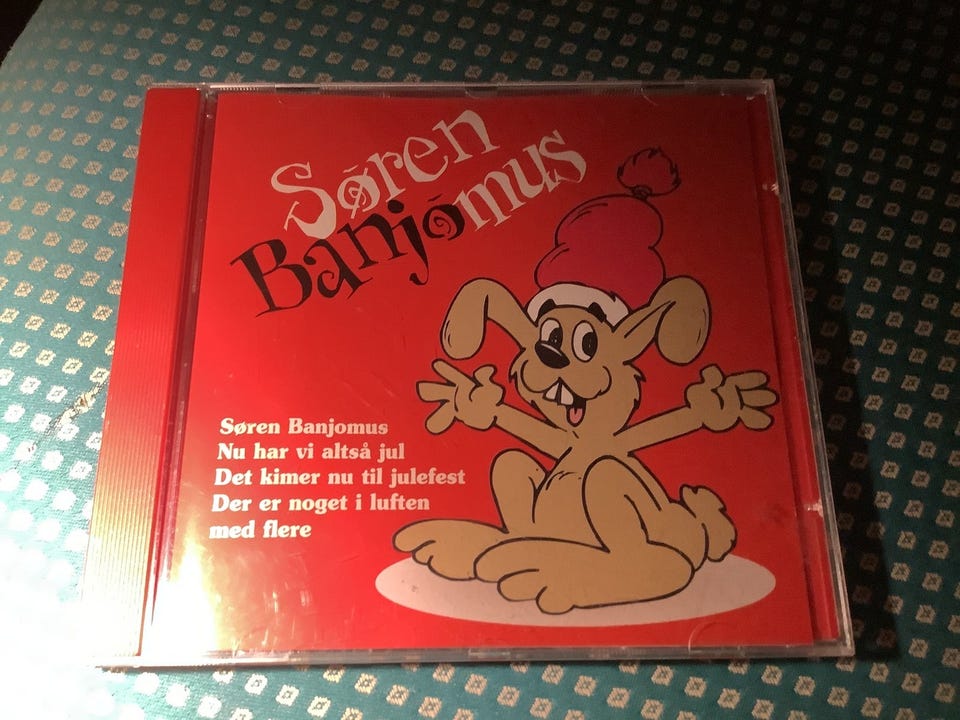 Søren
Banjomus
Søren Banjomus
Nu har vi altså jul
Det kimer nu til julefest
Der er noget i luften
med flere